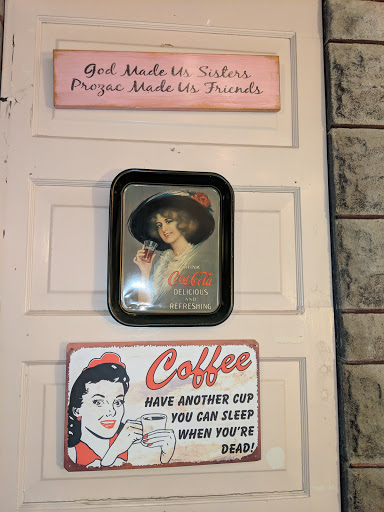 God Made Us Sisters
Prozac Made Us Friends
DRINK
Coca-Cola
DELICIOUS
AND
REFRESHING
Coffee
HAVE ANOTHER CUP
YOU CAN SLEEP
WHEN YOU'RE
DEAD!